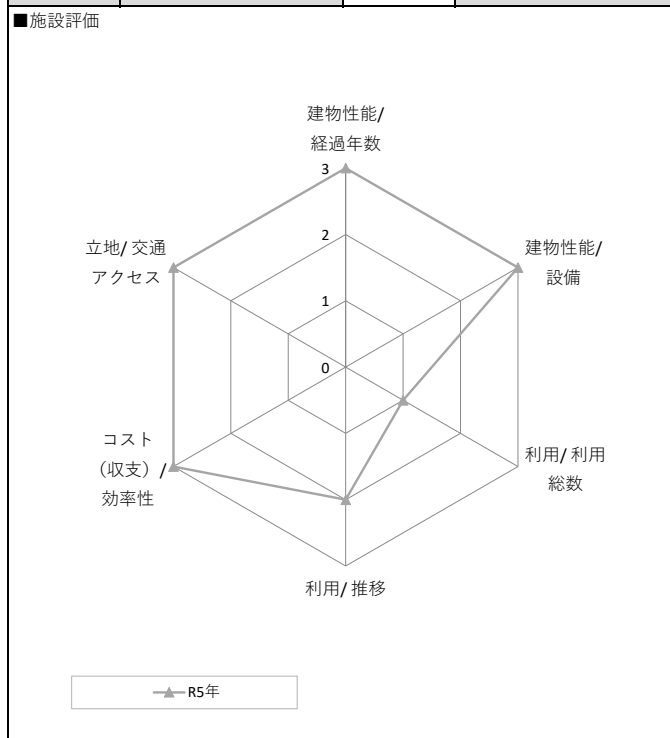 ■施設評価
建物性能/
経過年数
3
2
1
0
建物性能/
設備
利用/ 利用
総数
利用/ 推移
コスト
（収支）/
効率性
立地/ 交通
アクセス
R5年